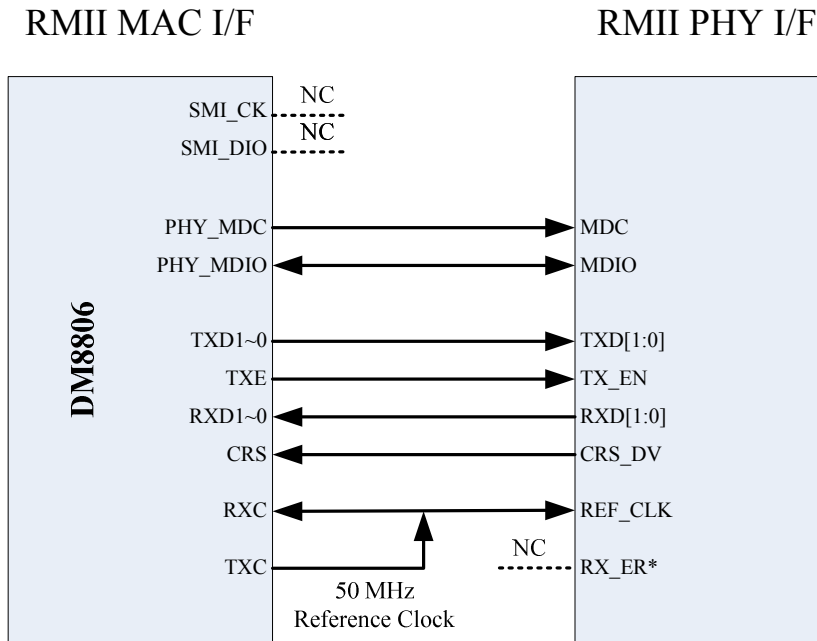 RMII MAC I/F
RMII PHY I/F
SMI_CK
NC
SMI_DIO
NC
PHY_MDC
MDC
PHY_MDIO
MDIO
DM8806
TXD1~0
TXD[1:0]
TXE
TX_EN
RXD1~0
RXD[1:0]
CRS
CRS_DV
RXC
REF_CLK
TXC
NC
RX_ER*
50 MHz
Reference Clock